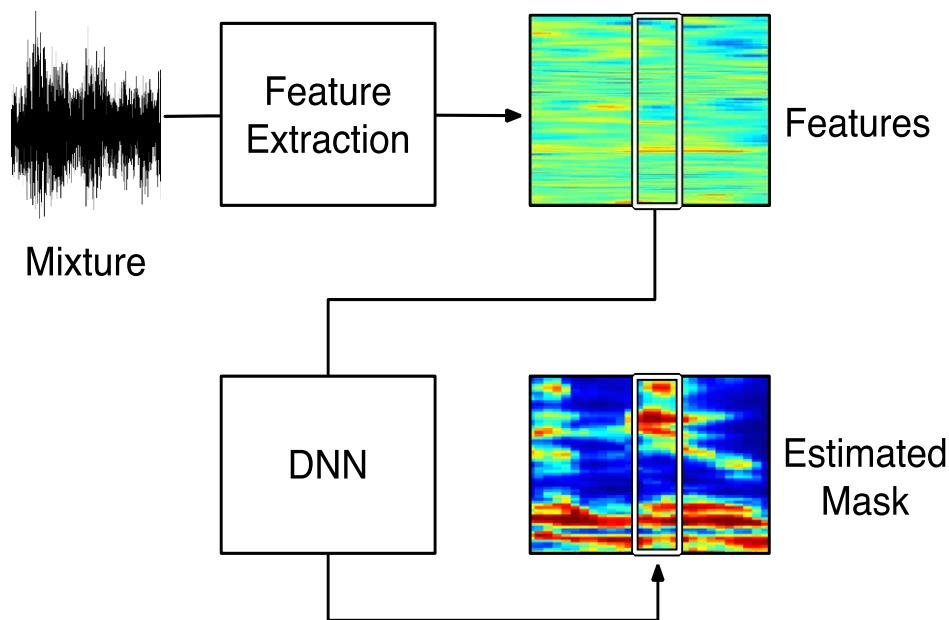 Feature
Extraction
Features
Mixture
DNN
Estimated
Mask